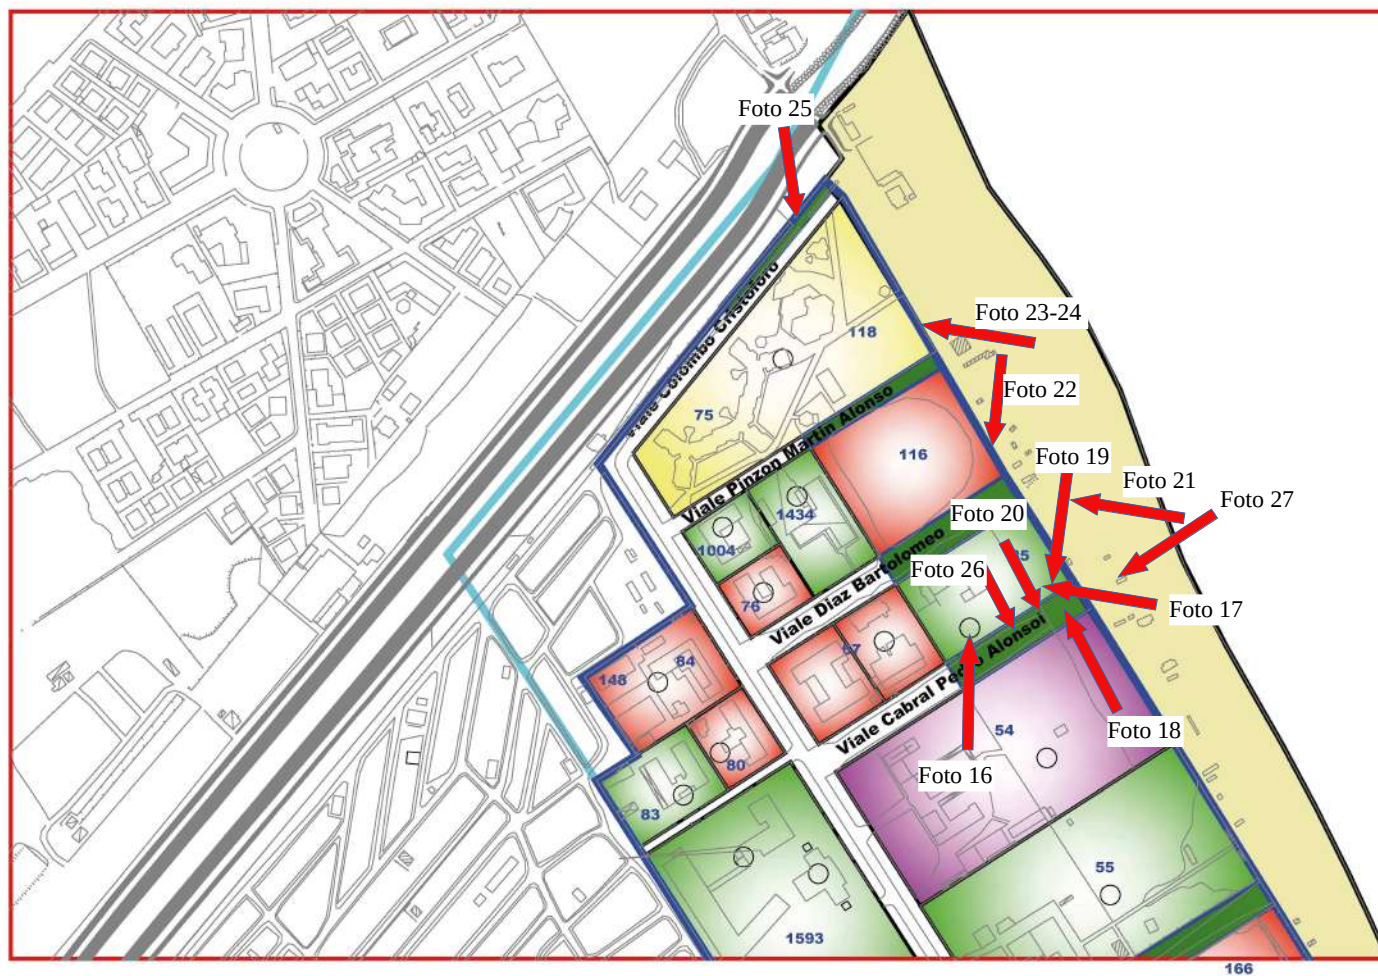 Foto 25
Viale Colombo Cristoforo
Foto 23-24
118
Foto 22
75
Viale Pinzon Martin Alonso
116
Foto 19
Foto 21
Foto 27
1434
Foto 20
1004
Viale Diaz Bartolomeo
Foto 26
76
Foto 17
57
Viale Cabral Pedro Alonsoi
84
148
54
Foto 18
80
Foto 16
83
55
1593
166